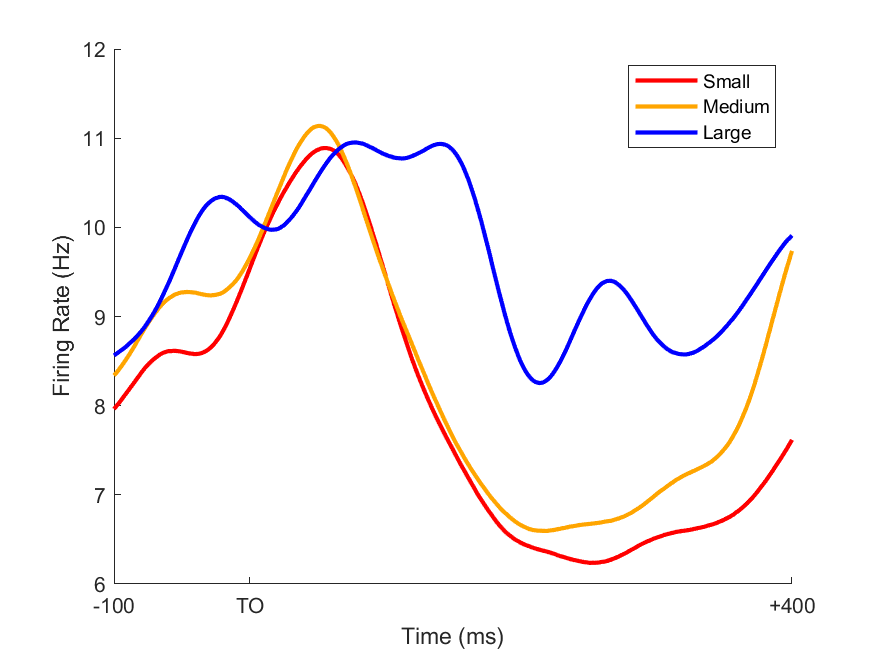 12
11
10
9
8
7
6
Firing Rate (Hz)
Small
Medium
Large
-100
TO
+400
Time (ms)